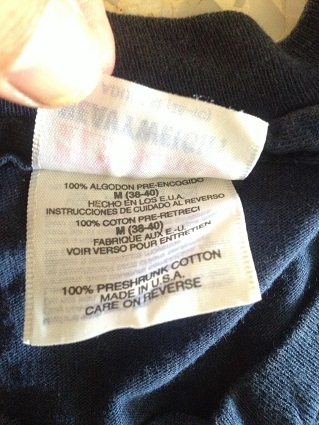 100% ALGODON PRE-ENCOGIDO
M (38-40)
HECHO EN LOS E.U.A.
INSTRUCCIONES DE CUIDADO AL REVERSO
100% COTON PRE-RETRECI
M (38-40)
FABRIQUE AUX E.-U.
VOIR VERSO POUR ENTRETIEN
100% PRESHRUNK COTTON
MADE IN U.S.A.
CARE ON REVERSE